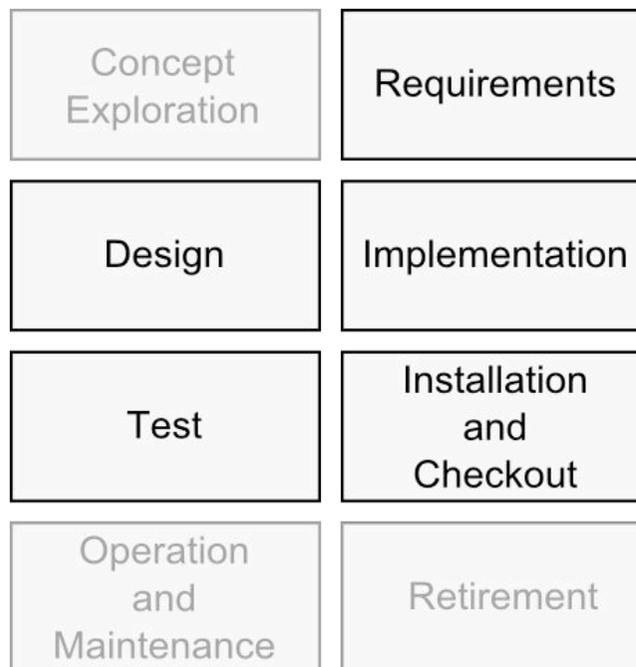 Concept
Exploration
Requirements
Design
Implementation
Test
Installation
and
Checkout
Operation
and
Maintenance
Retirement